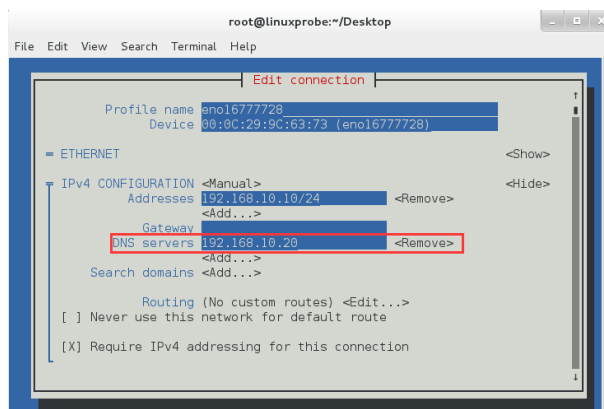 root@linuxprobe:~/Desktop
File Edit View Search Terminal Help
Edit connection
Profile name eno16777728
Device 00:0C:29:9C:63:73 (eno16777728)
= ETHERNET <Show>
IPv4 CONFIGURATION <Manual> <Hide>
Addresses 192.168.10.10/24 <Remove>
<Add...>
Gateway
DNS servers 192.168.10.20 <Remove>
<Add...>
Search domains <Add...>
Routing (No custom routes) <Edit...>
[ ] Never use this network for default route
[X] Require IPv4 addressing for this connection